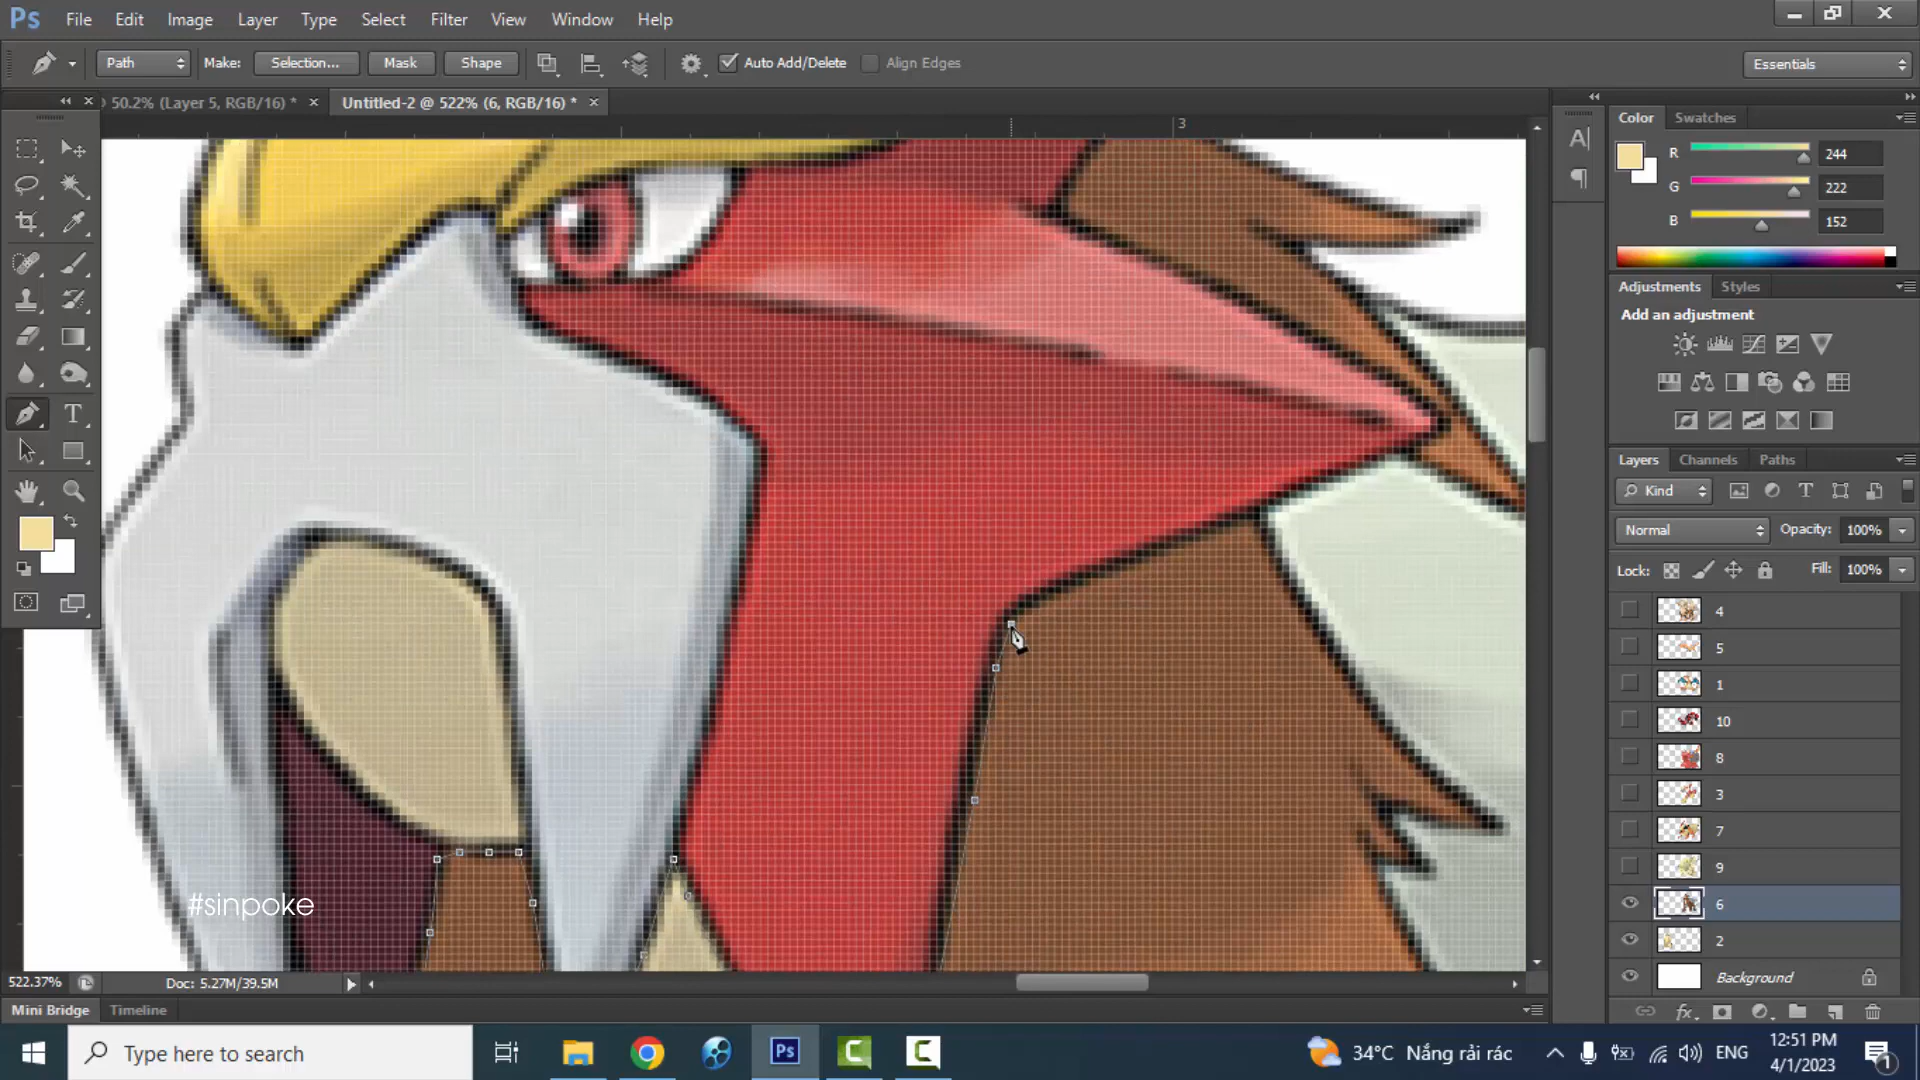 Ps File Edit Image Layer Type Select Filter View Window Help
Path Make: Selection... Mask Shape Auto Add/Delete Align Edges Essentials
50.2% (Layer 5, RGB/16) * × Untitled-2 @ 522% (6, RGB/16) * ×
3
Color Swatches
R 244
G 222
B 152
Adjustments Styles
Add an adjustment
Layers Channels Paths
Kind
Normal Opacity: 100%
Lock: Fill: 100%
4
5
1
10
8
3
7
9
6
2
Background
#sinpoke
522.37% Doc: 5.27M/39.5M
Mini Bridge Timeline
Type here to search
34°C Nắng rải rác
ENG
12:51 PM
4/1/2023
1